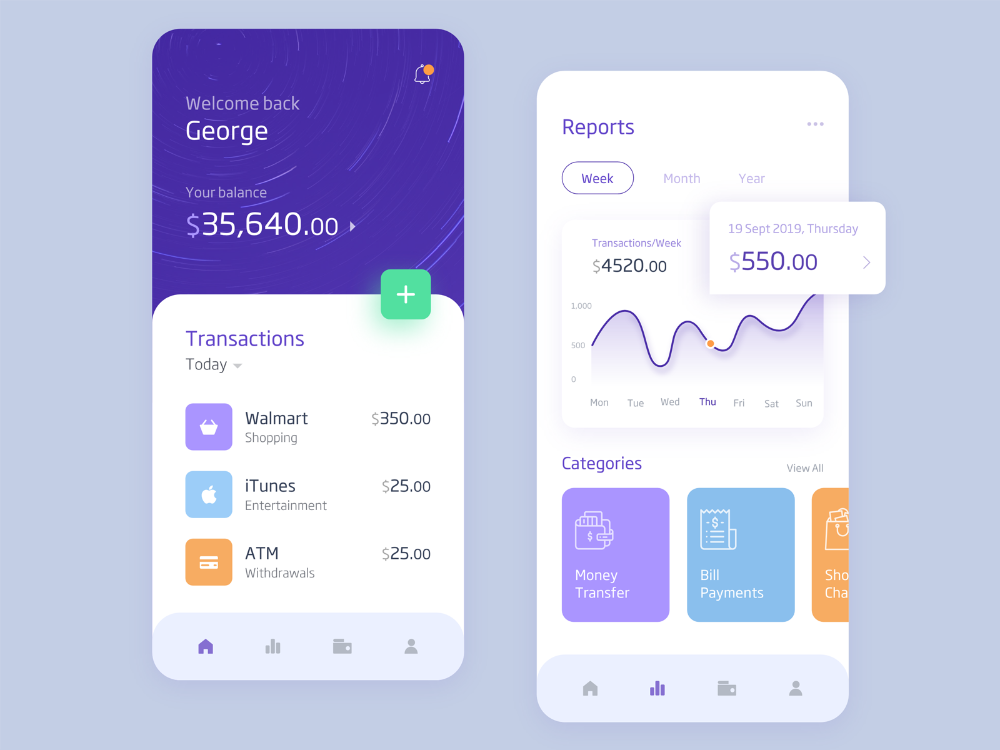 Welcome back
George
Your balance
$35,640.00
Transactions
Today
Walmart
Shopping
$350.00
iTunes
Entertainment
$25.00
ATM
Withdrawals
$25.00
Reports
Week Month Year
19 Sept 2019, Thursday
$550.00
Transactions/Week
$4520.00
1,000
500
0
Mon Tue Wed Thu Fri Sat Sun
Categories
View All
Money
Transfer
Bill
Payments
Sho
Cha